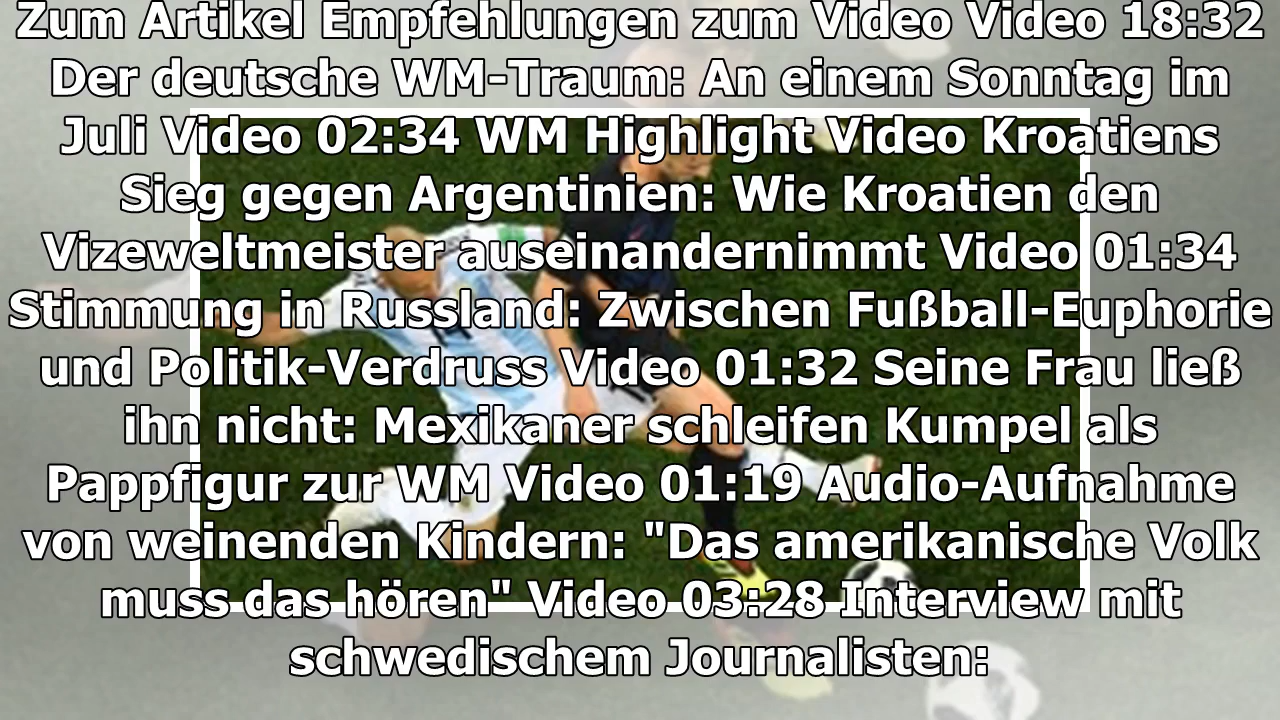 Zum Artikel Empfehlungen zum Video Video 18:32
Der deutsche WM-Traum: An einem Sonntag im
Juli Video 02:34 WM Highlight Video Kroatiens
Sieg gegen Argentinien: Wie Kroatien den
Vizeweltmeister auseinandernimmt Video 01:34
Stimmung in Russland: Zwischen Fußball-Euphorie
und Politik-Verdruss Video 01:32 Seine Frau ließ
ihn nicht: Mexikaner schleifen Kumpel als
Pappfigur zur WM Video 01:19 Audio-Aufnahme
von weinenden Kindern: "Das amerikanische Volk
muss das hören" Video 03:28 Interview mit
schwedischem Journalisten: